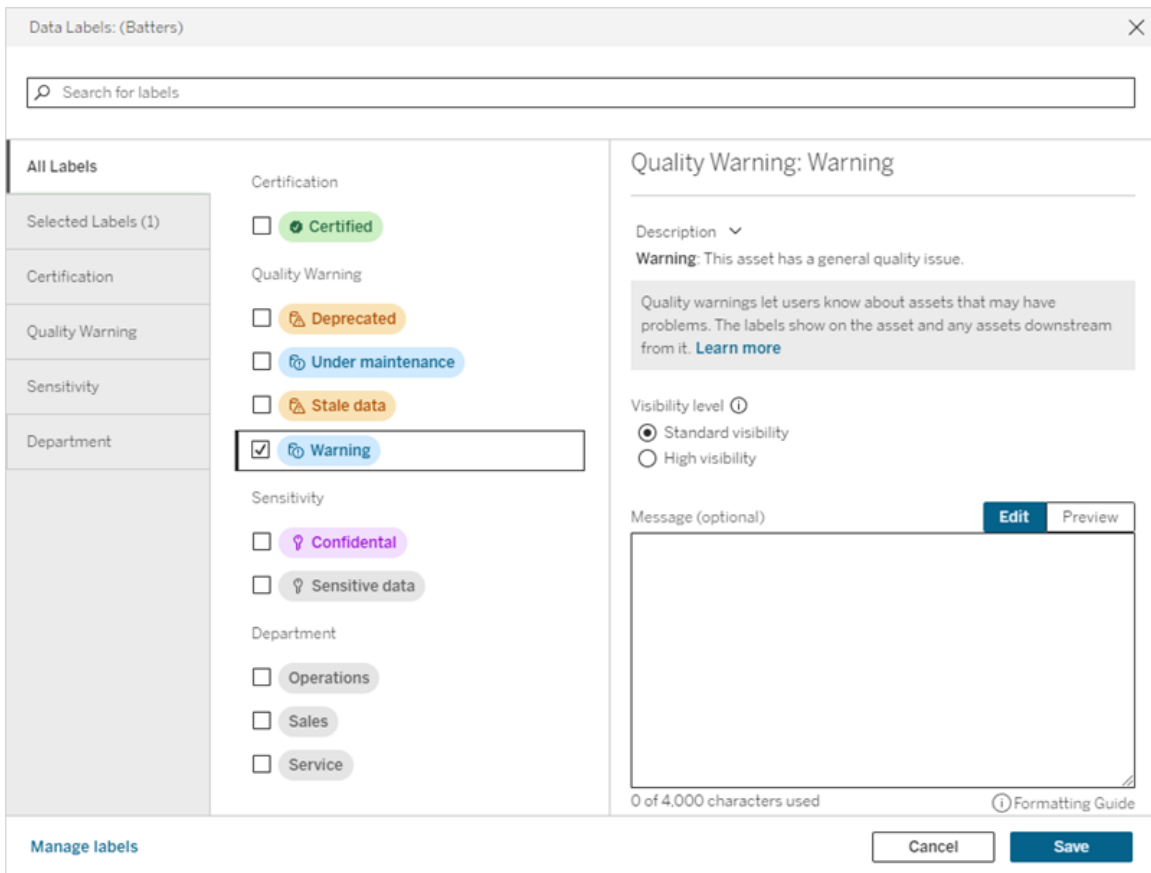 Data Labels: (Batters)
Search for labels
All Labels
Selected Labels (1)
Certification
Quality Warning
Sensitivity
Department
Certification
Certified
Quality Warning
Deprecated
Under maintenance
Stale data
Warning
Sensitivity
Confidental
Sensitive data
Department
Operations
Sales
Service
Quality Warning: Warning
Description
Warning: This asset has a general quality issue.
Quality warnings let users know about assets that may have
problems. The labels show on the asset and any assets downstream
from it. Learn more
Visibility level
Standard visibility
High visibility
Message (optional)
Edit
Preview
0 of 4,000 characters used
Formatting Guide
Manage labels
Cancel
Save